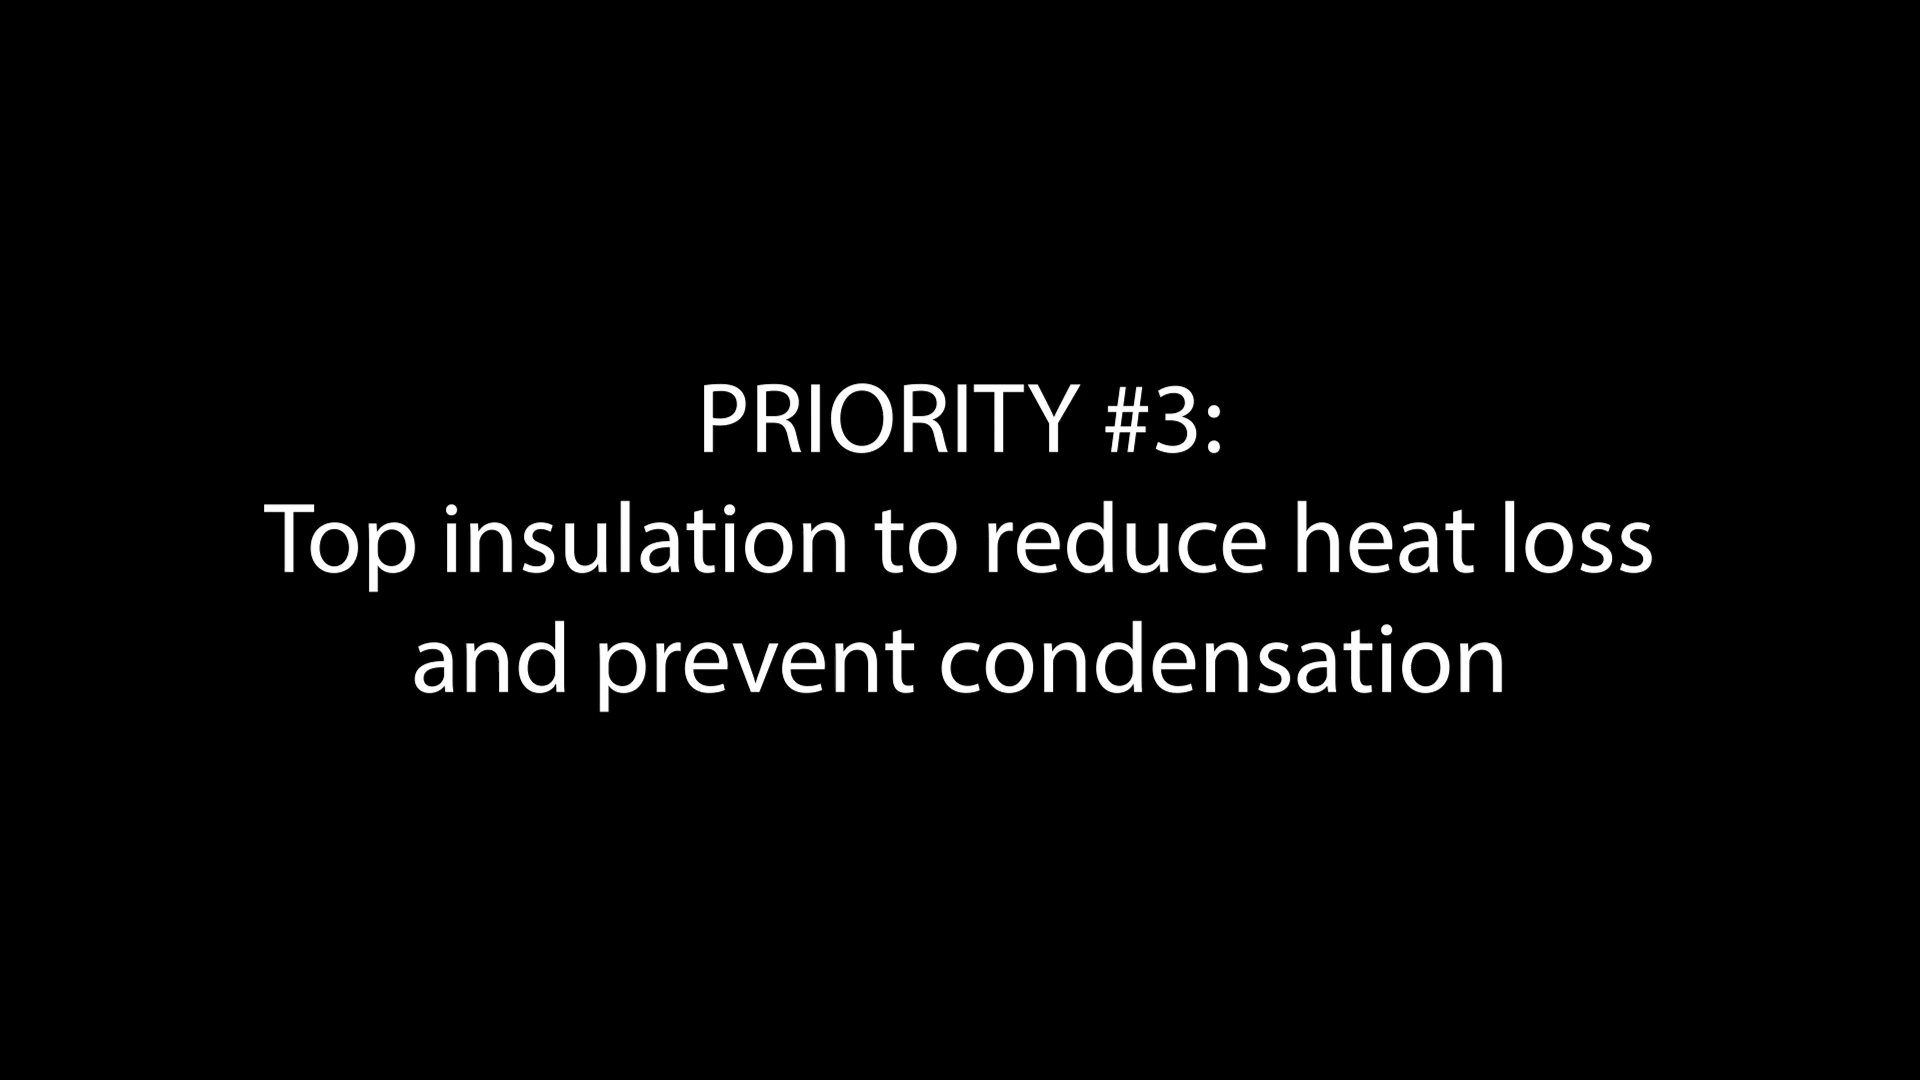 PRIORITY #3:
Top insulation to reduce heat loss
and prevent condensation